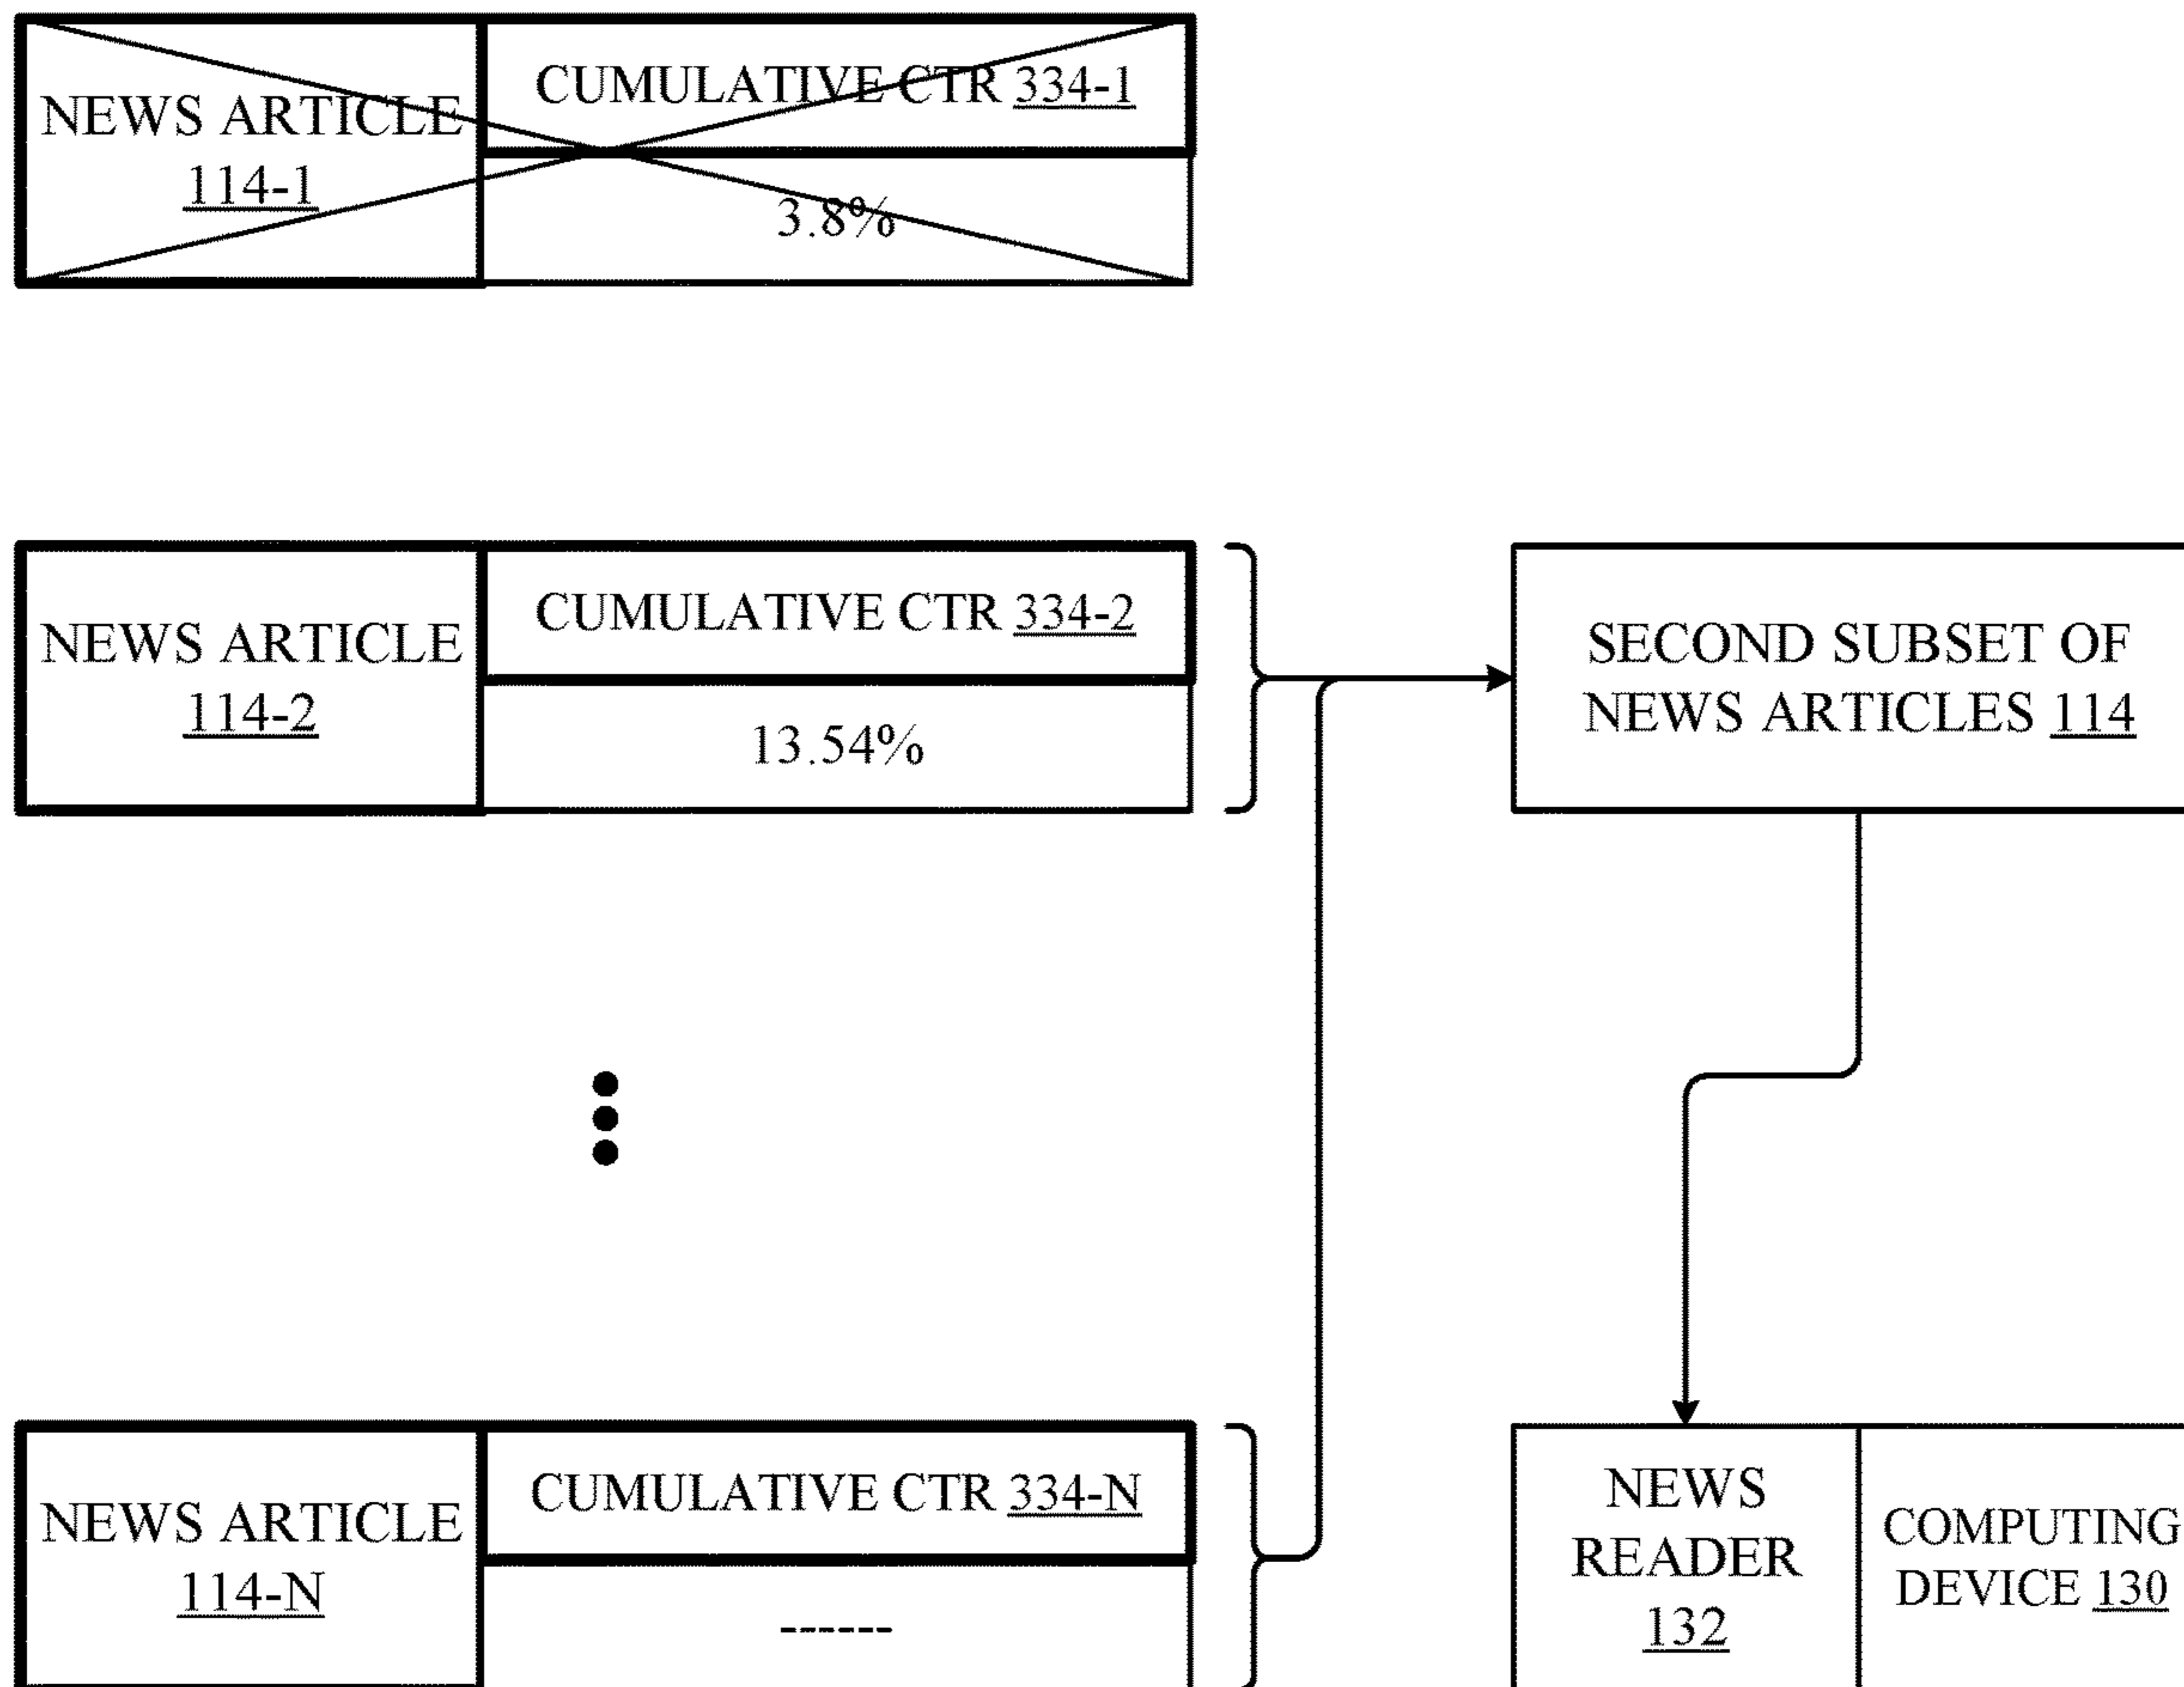 NEWS ARTICLE
114-1
CUMULATIVE CTR 334-1
3.8%
NEWS ARTICLE
114-2
CUMULATIVE CTR 334-2
13.54%
SECOND SUBSET OF
NEWS ARTICLES 114
NEWS ARTICLE
114-N
CUMULATIVE CTR 334-N
------
NEWS
READER
132
COMPUTING
DEVICE 130